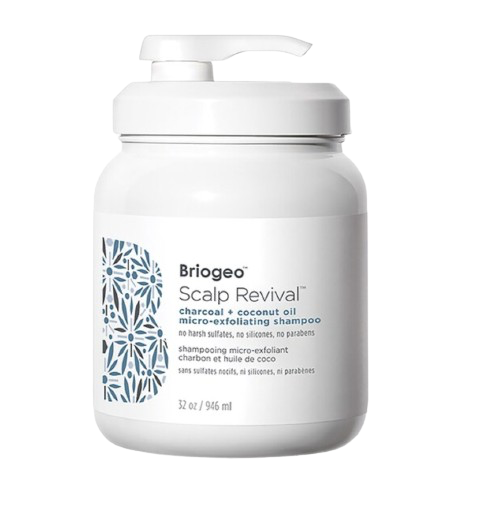 Briogeo™
Scalp Revival™
charcoal + coconut oil
micro-exfoliating shampoo
no harsh sulfates, no silicones, no parabens
shampooing micro-exfoliant
charbon et huile de coco
sans sulfates nocifs, ni silicones, ni parabènes
32 oz / 946 ml